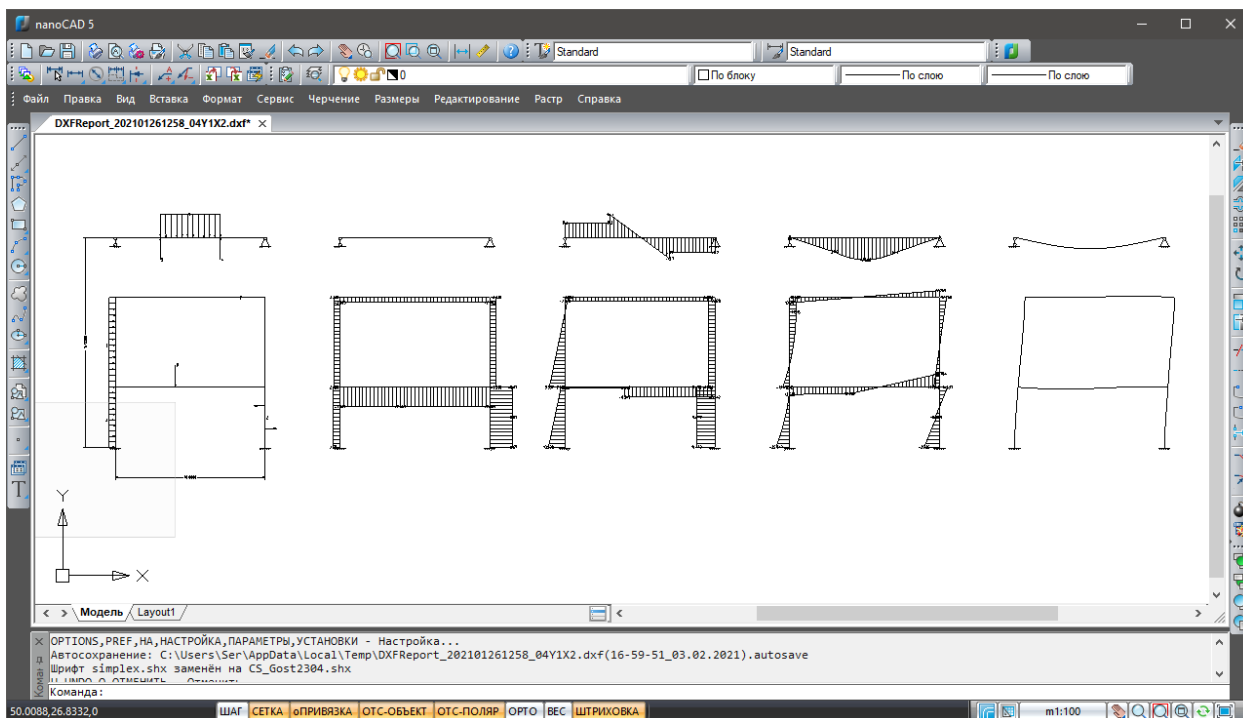 nanoCAD 5
Standard
Standard
0
По блоку
По слою
По слою
Файл Правка Вид Вставка Формат Сервис Черчение Размеры Редактирование Растр Справка
DXFReport_202101261258_04Y1X2.dxf*
Y
X
Модель Layout1
OPTIONS,PREF,НА,НАСТРОЙКА,ПАРАМЕТРЫ,УСТАНОВКИ - Настройка...
Автосохранение: C:\Users\Ser\AppData\Local\Temp\DXFReport_202101261258_04Y1X2.dxf(16-59-51_03.02.2021).autosave
Шрифт simplex.shx заменён на CS_Gost2304.shx
Команда:
50.0088,26.8332,0
ШАГ СЕТКА оПРИВЯЗКА ОТС-ОБЪЕКТ ОТС-ПОЛЯР ОРТО ВЕС ШТРИХОВКА
m1:100